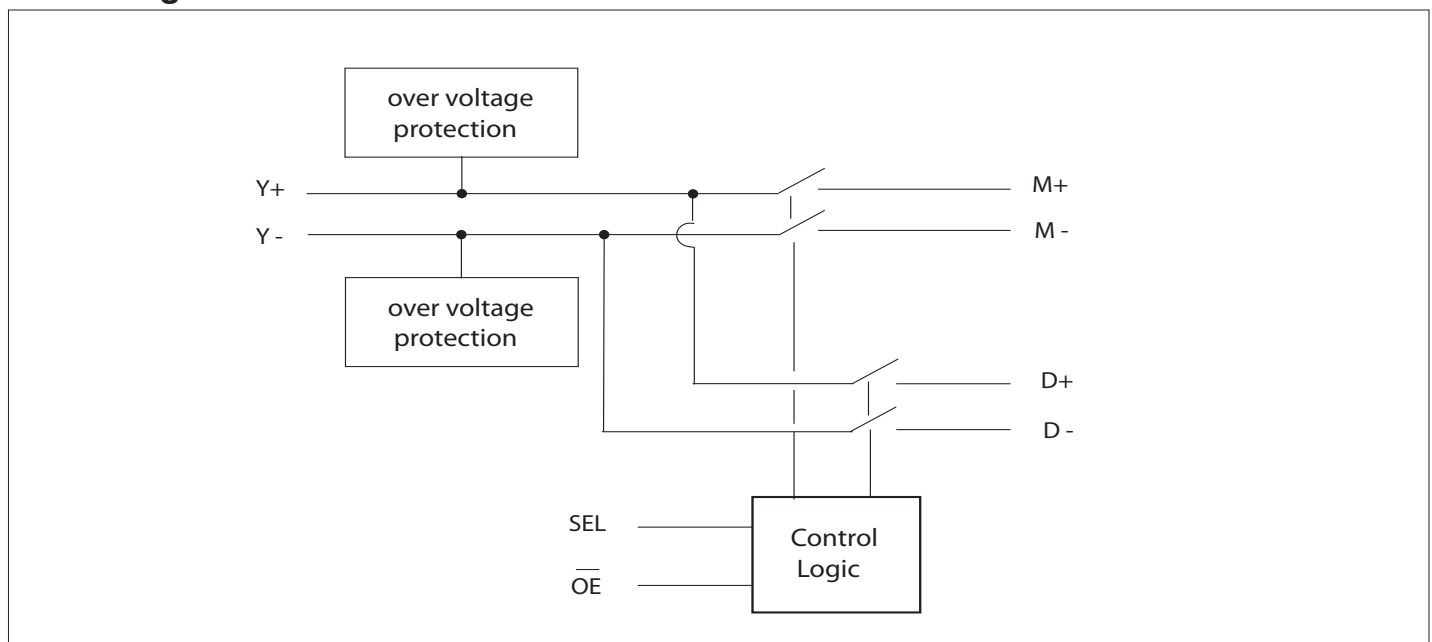 over voltage
protection
Y+
M+
Y -
M -
over voltage
protection
D+
D -
SEL
Control
Logic
OE